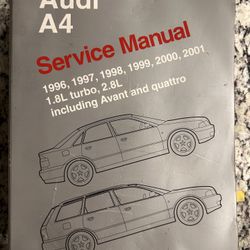 Audi
A4
Service Manual
1996, 1997, 1998, 1999, 2000, 2001
1.8L turbo, 2.8L
including Avant and quattro